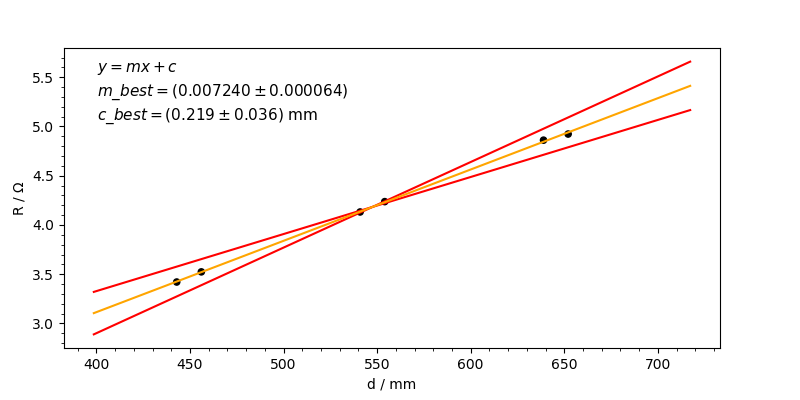 y = mx + c
m_best = (0.007240 ± 0.000064)
c_best = (0.219 ± 0.036) mm
5.5
5.0
4.5
4.0
3.5
3.0
R / Ω
400 450 500 550 600 650 700
d / mm